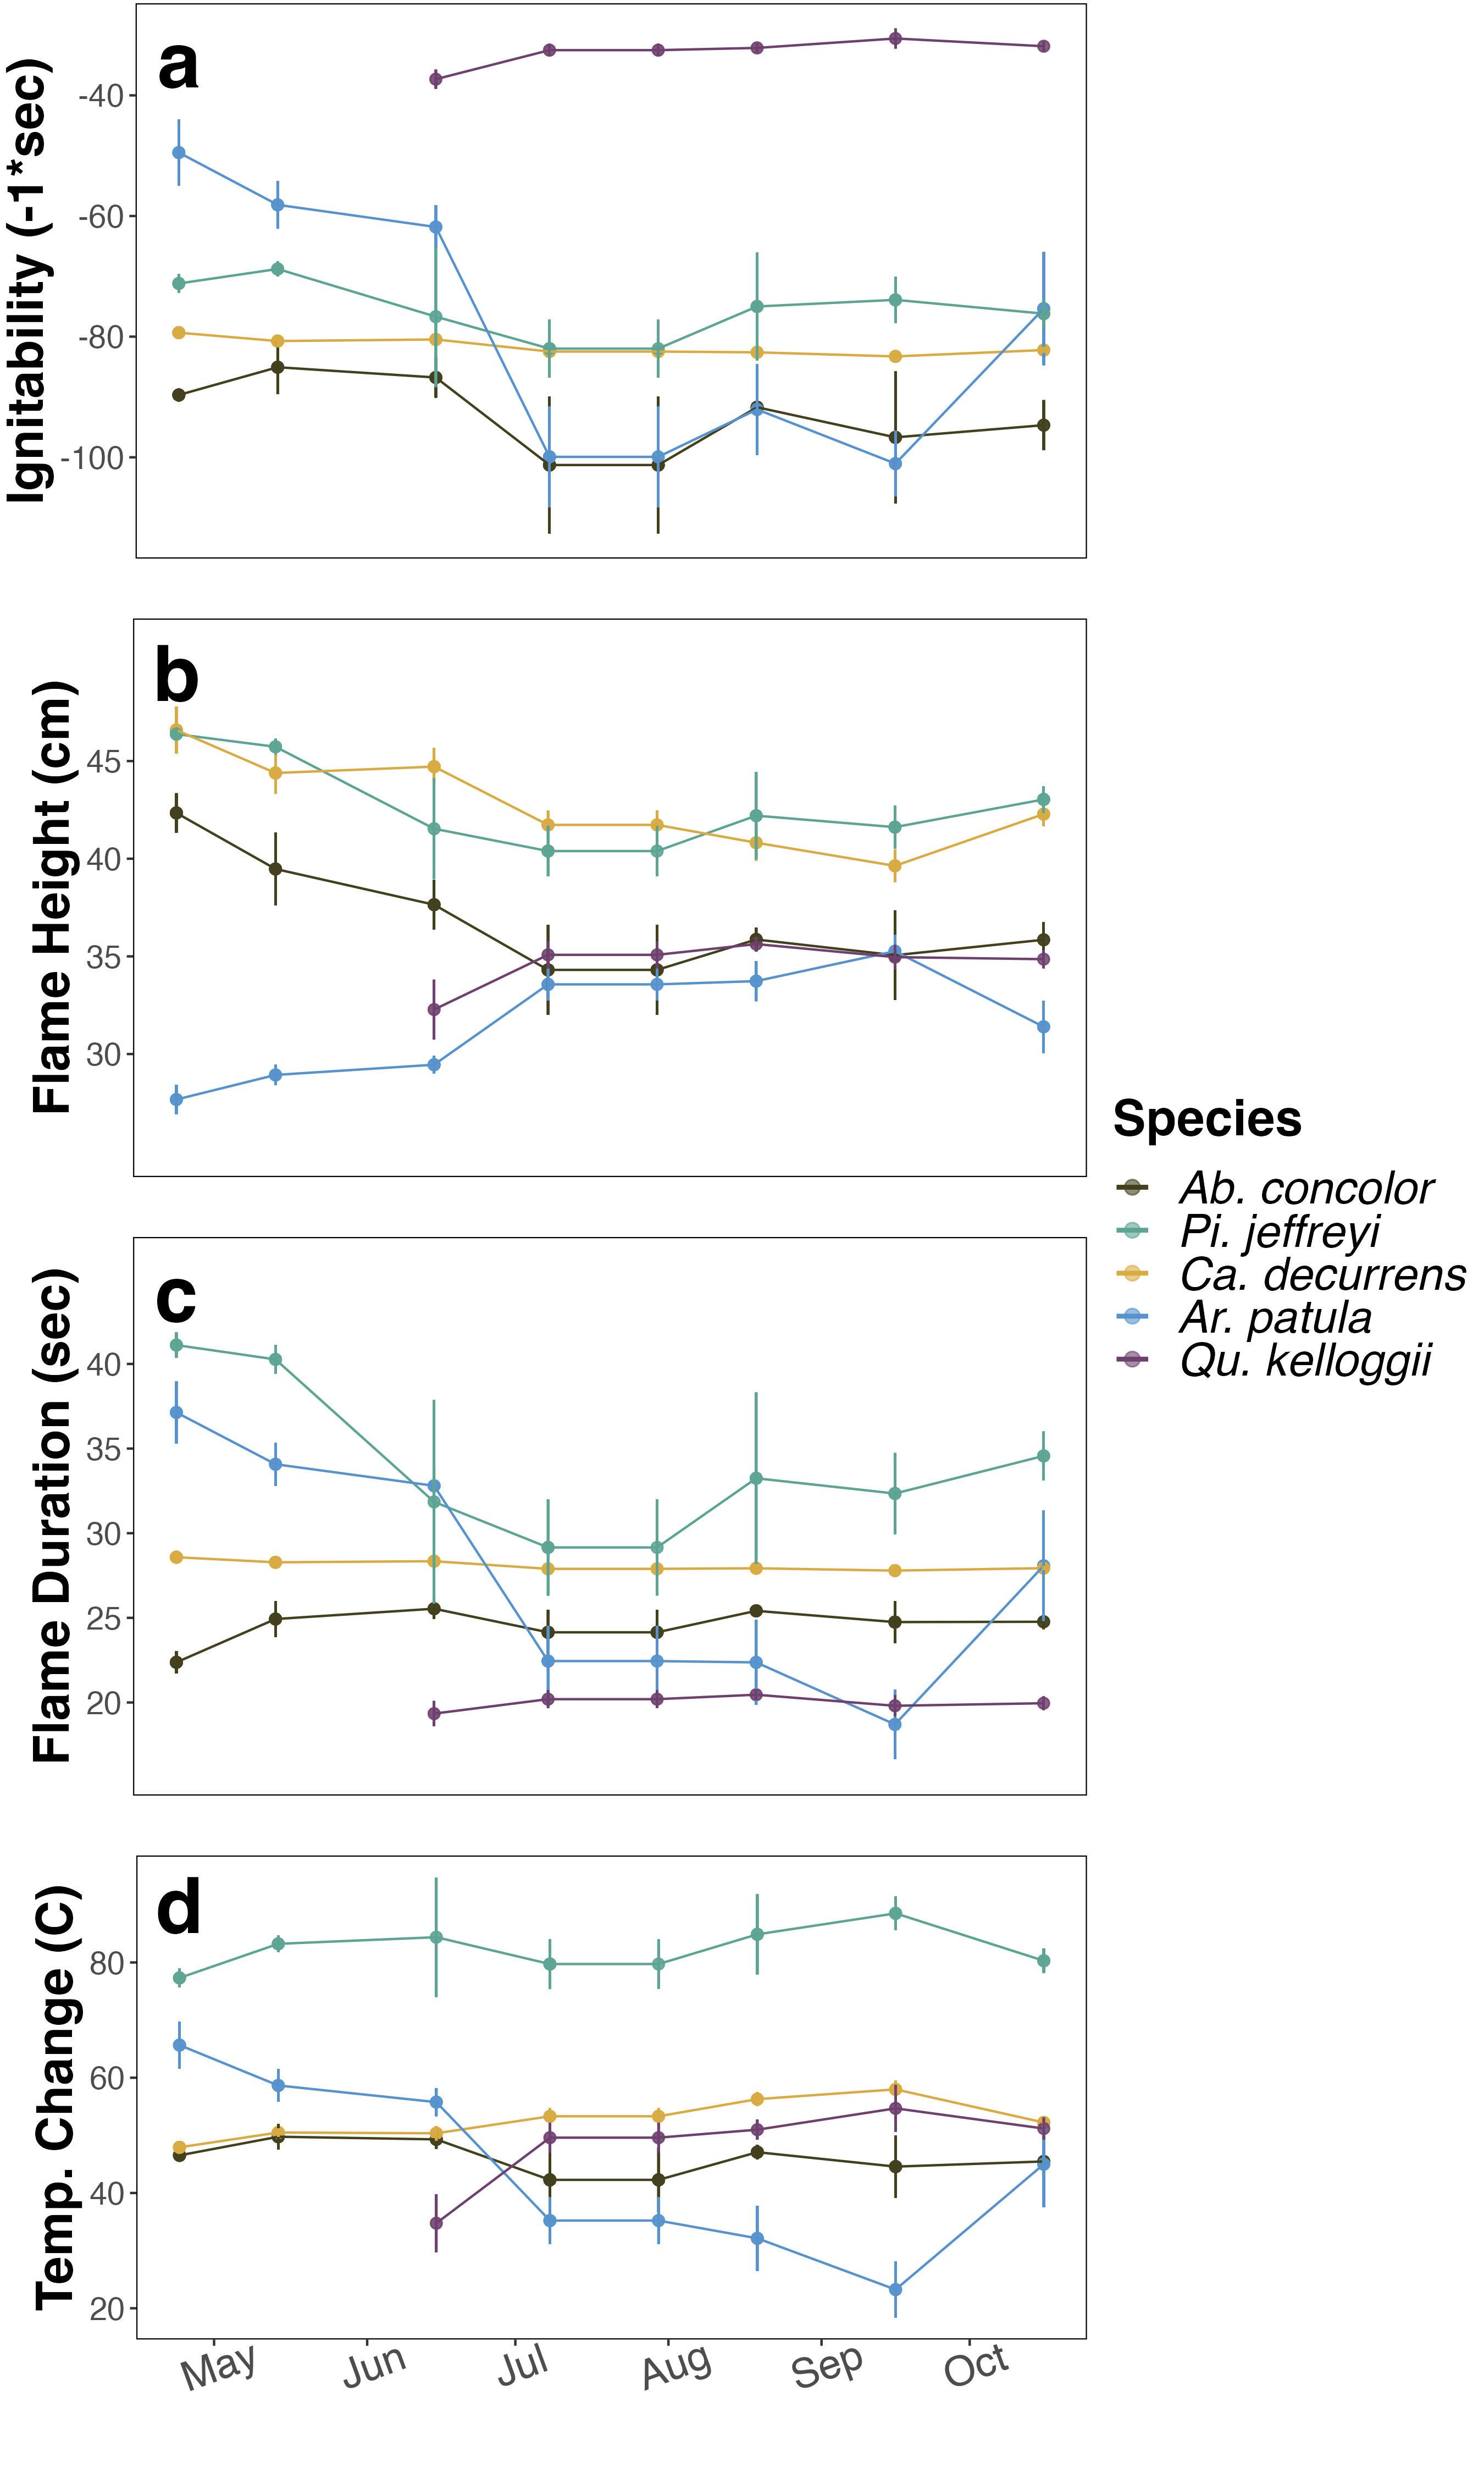 a
Ignitability (-1*sec)
-40
-60
-80
-100
b
Flame Height (cm)
45
40
35
30
Species
Ab. concolor
Pi. jeffreyi
Ca. decurrens
Ar. patula
Qu. kelloggii
c
Flame Duration (sec)
40
35
30
25
20
d
Temp. Change (C)
80
60
40
20
May Jun Jul Aug Sep Oct